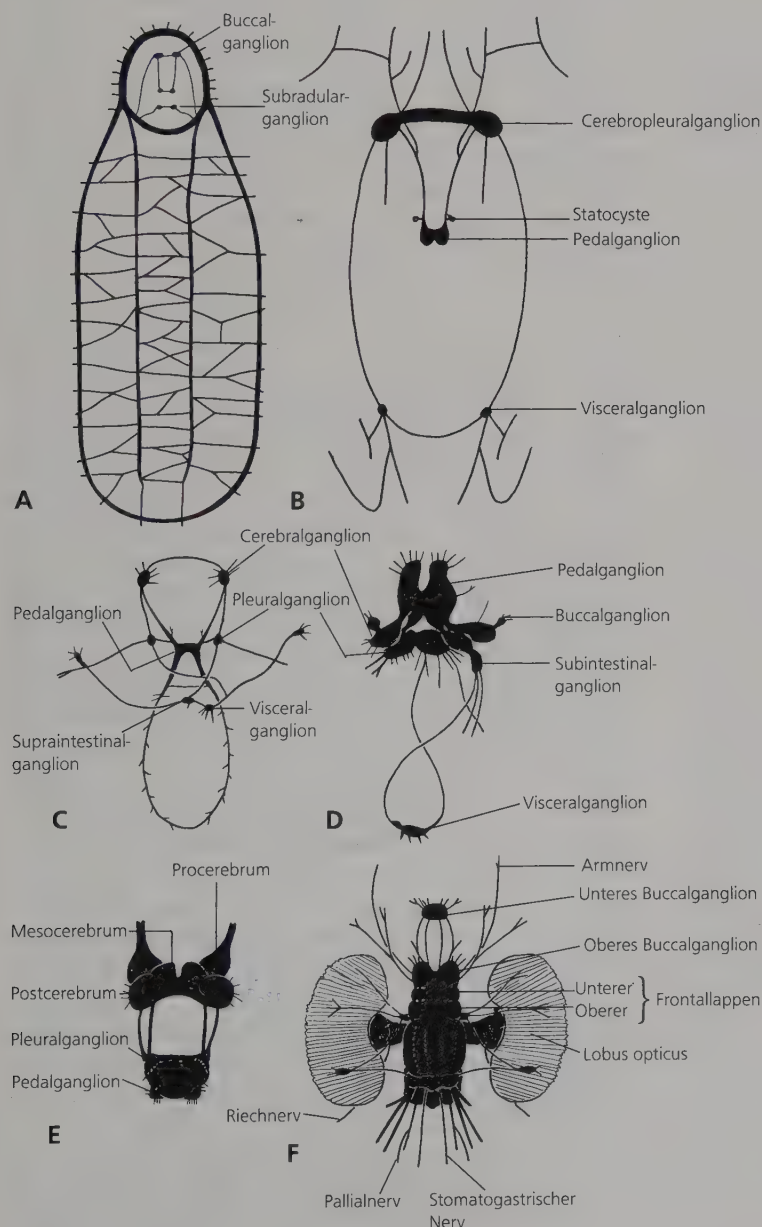 Buccal-
ganglion
Subradular-
ganglion
A
B
Cerebropleuralganglion
Statocyste
Pedalganglion
Visceralganglion
Cerebralganglion
Pedalganglion
Pleuralganglion
Supraintestinal-
ganglion
Visceral-
ganglion
C
Pedalganglion
Buccalganglion
Subintestinal-
ganglion
Visceralganglion
D
Procerebrum
Mesocerebrum
Postcerebrum
Pleuralganglion
Pedalganglion
E
Armnerv
Unteres Buccalganglion
Oberes Buccalganglion
Unterer
Oberer
Frontallappen
Lobus opticus
Riechnerv
F
Pallialnerv
Stomatogastrischer
Nerv